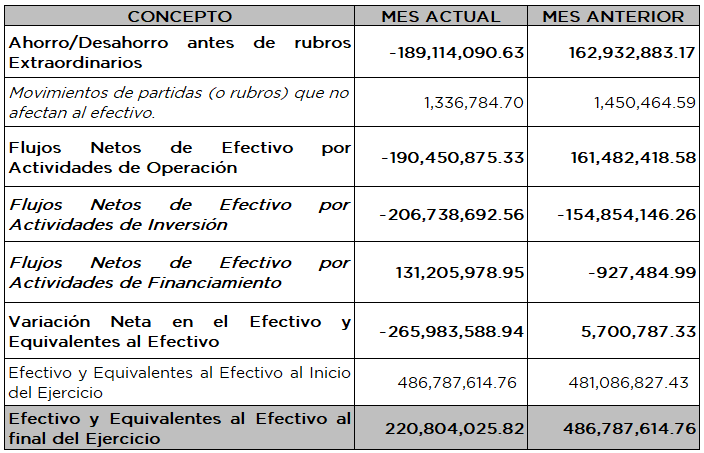 CONCEPTO MES ACTUAL MES ANTERIOR
Ahorro/Desahorro antes de rubros
Extraordinarios -189,114,090.63 162,932,883.17
Movimientos de partidas (o rubros) que no
afectan al efectivo. 1,336,784.70 1,450,464.59
Flujos Netos de Efectivo por
Actividades de Operación -190,450,875.33 161,482,418.58
Flujos Netos de Efectivo por
Actividades de Inversión -206,738,692.56 -154,854,146.26
Flujos Netos de Efectivo por
Actividades de Financiamiento 131,205,978.95 -927,484.99
Variación Neta en el Efectivo y
Equivalentes al Efectivo -265,983,588.94 5,700,787.33
Efectivo y Equivalentes al Efectivo al Inicio
del Ejercicio 486,787,614.76 481,086,827.43
Efectivo y Equivalentes al Efectivo al
final del Ejercicio 220,804,025.82 486,787,614.76